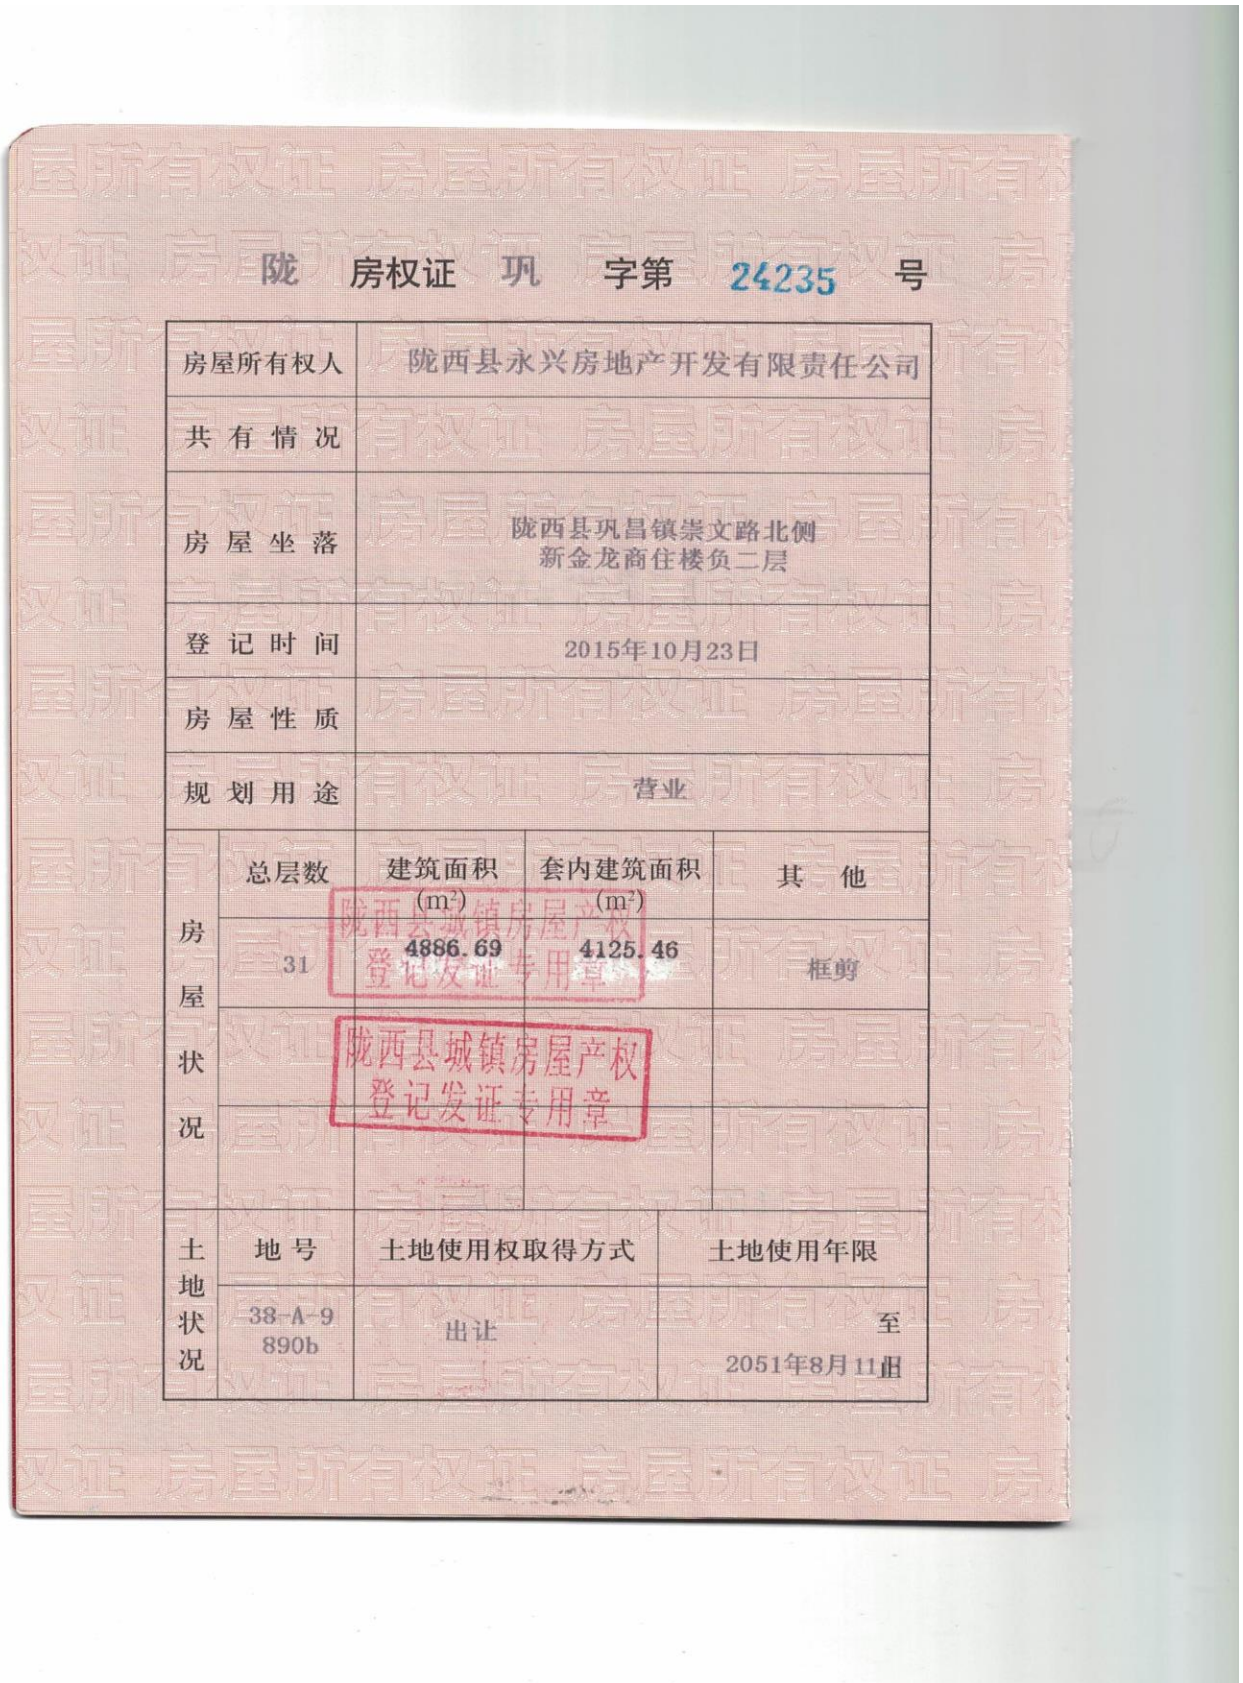 陇 房权证 巩 字第 24235 号
房屋所有权人 陇西县永兴房地产开发有限责任公司
共有情况
房屋坐落 陇西县巩昌镇崇文路北侧
新金龙商住楼负二层
登记时间 2015年10月23日
房屋性质
规划用途 营业
房屋状况
总层数 建筑面积(m²) 套内建筑面积(m²) 其他
31 4886.69 4125.46 框剪
陇西县城镇房屋产权
登记发证专用章
陇西县城镇房屋产权
登记发证专用章
土地状况
地号 土地使用权取得方式 土地使用年限
38-A-9
890b
出让
至
2051年8月11日止